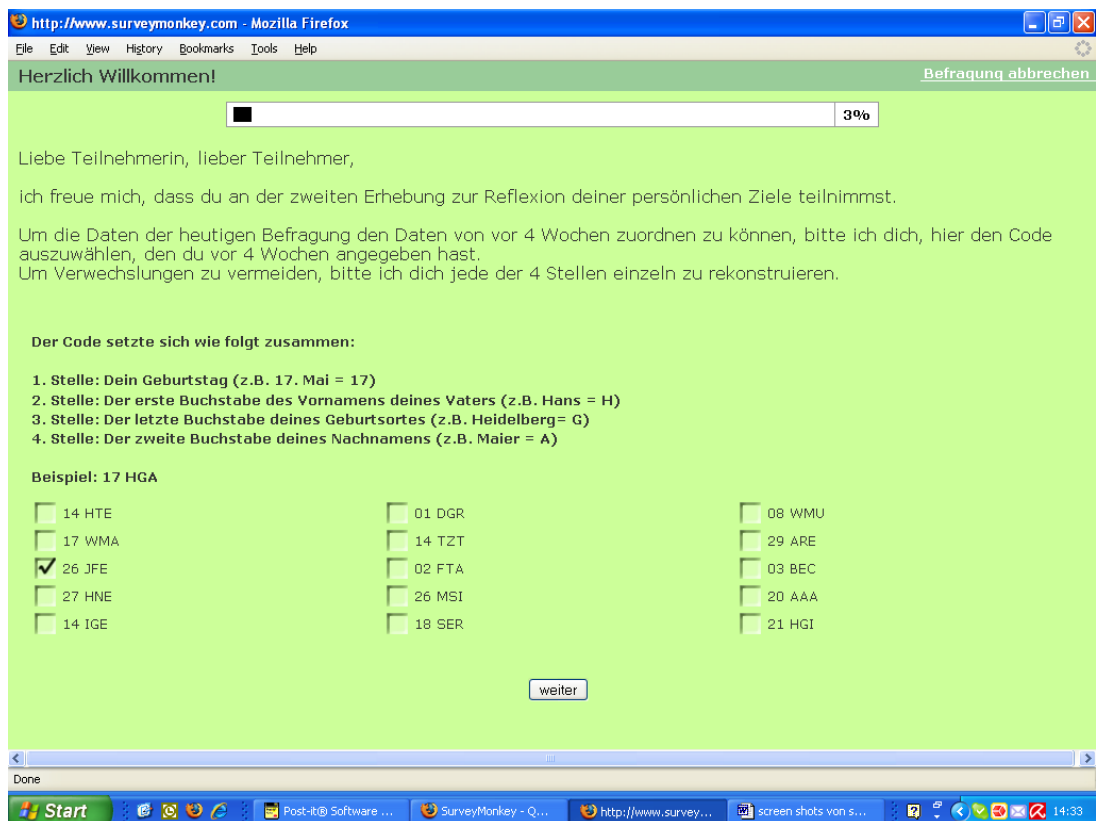 http://www.surveymonkey.com - Mozilla Firefox
File Edit View History Bookmarks Tools Help
Herzlich Willkommen! Befragung abbrechen
3%
Liebe Teilnehmerin, lieber Teilnehmer,
ich freue mich, dass du an der zweiten Erhebung zur Reflexion deiner persönlichen Ziele teilnimmst.
Um die Daten der heutigen Befragung den Daten von vor 4 Wochen zuordnen zu können, bitte ich dich, hier den Code
auszuwählen, den du vor 4 Wochen angegeben hast.
Um Verwechslungen zu vermeiden, bitte ich dich jede der 4 Stellen einzeln zu rekonstruieren.
Der Code setzte sich wie folgt zusammen:
1. Stelle: Dein Geburtstag (z.B. 17. Mai = 17)
2. Stelle: Der erste Buchstabe des Vornamens deines Vaters (z.B. Hans = H)
3. Stelle: Der letzte Buchstabe deines Geburtsortes (z.B. Heidelberg= G)
4. Stelle: Der zweite Buchstabe deines Nachnamens (z.B. Maier = A)
Beispiel: 17 HGA
14 HTE 01 DGR 08 WMU
17 WMA 14 TZT 29 ARE
26 JFE 02 FTA 03 BEC
27 HNE 26 MSI 20 AAA
14 IGE 18 SER 21 HGI
weiter
Done
Start Post-it® Software ... SurveyMonkey - Q... http://www.survey... screen shots von s... 14:33